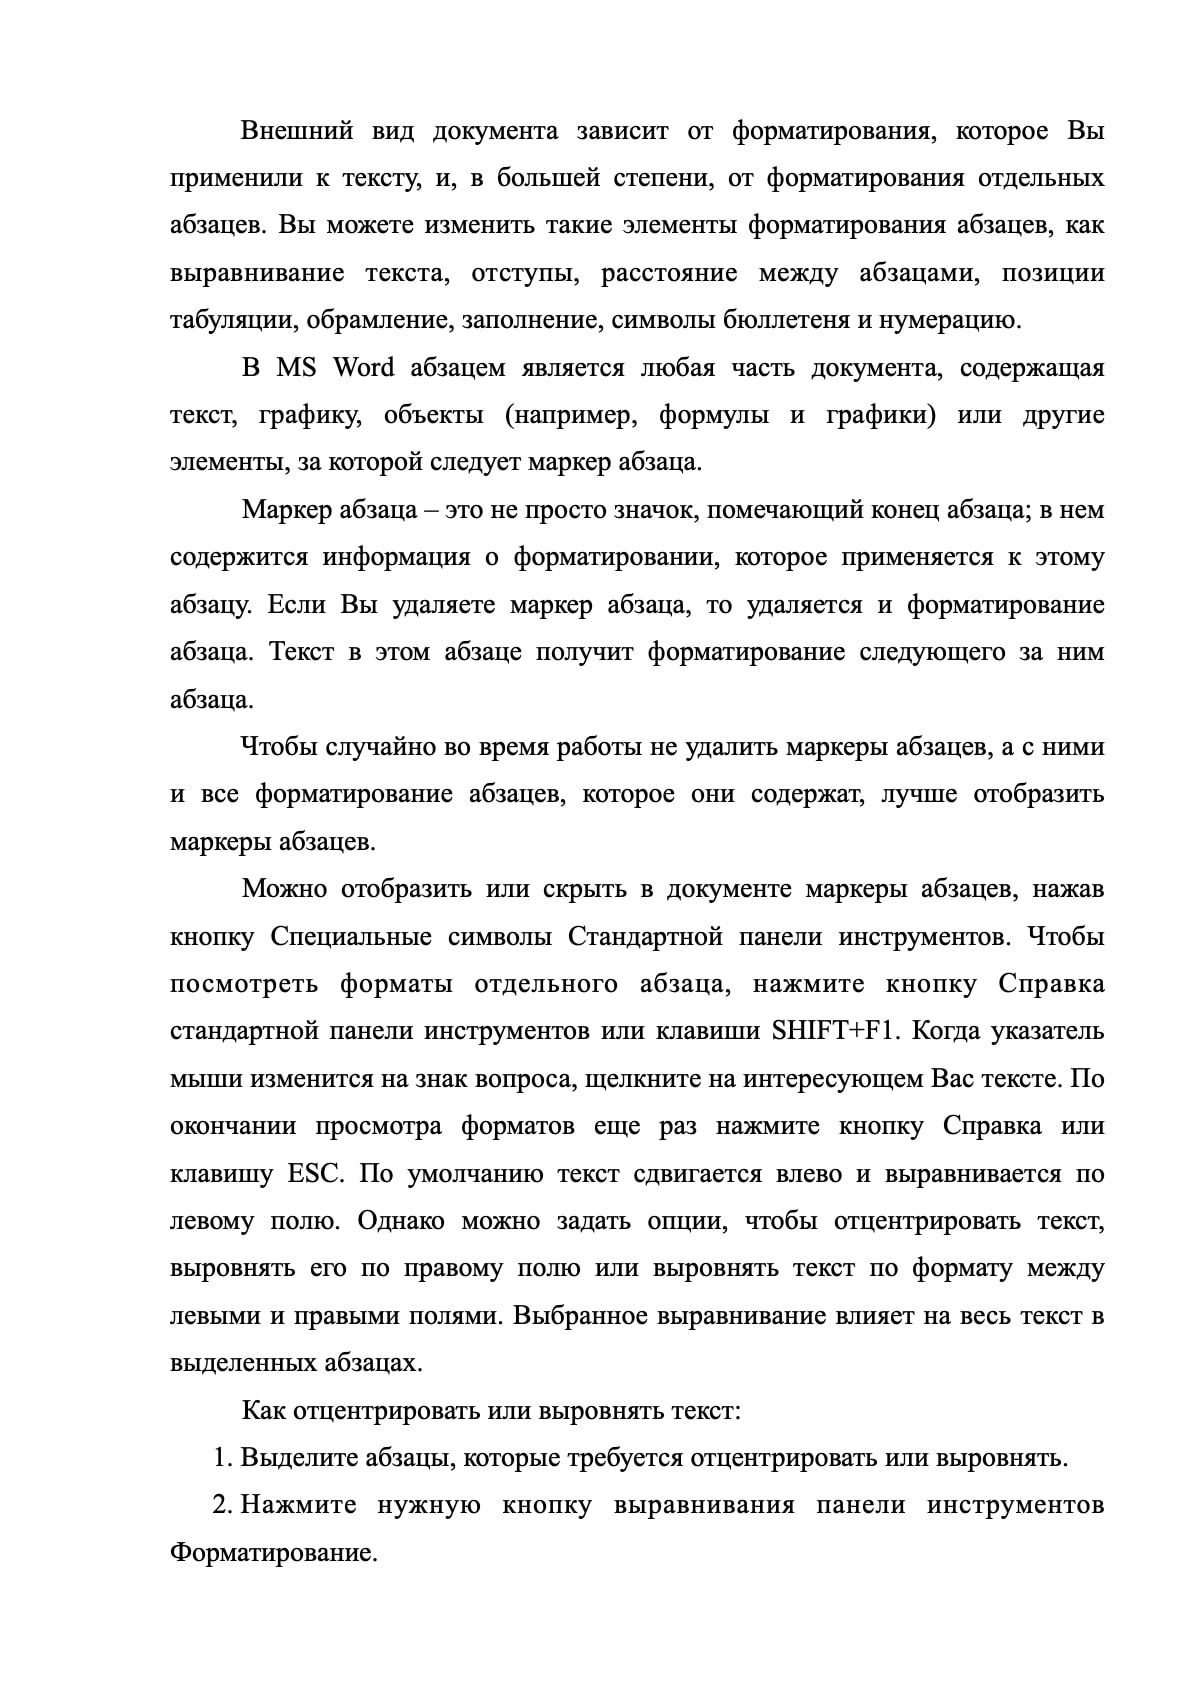 Внешний вид документа зависит от форматирования, которое Вы
применили к тексту, и, в большей степени, от форматирования отдельных
абзацев. Вы можете изменить такие элементы форматирования абзацев, как
выравнивание текста, отступы, расстояние между абзацами, позиции
табуляции, обрамление, заполнение, символы бюллетеня и нумерацию.
В MS Word абзацем является любая часть документа, содержащая
текст, графику, объекты (например, формулы и графики) или другие
элементы, за которой следует маркер абзаца.
Маркер абзаца – это не просто значок, помечающий конец абзаца; в нем
содержится информация о форматировании, которое применяется к этому
абзацу. Если Вы удаляете маркер абзаца, то удаляется и форматирование
абзаца. Текст в этом абзаце получит форматирование следующего за ним
абзаца.
Чтобы случайно во время работы не удалить маркеры абзацев, а с ними
и все форматирование абзацев, которое они содержат, лучше отобразить
маркеры абзацев.
Можно отобразить или скрыть в документе маркеры абзацев, нажав
кнопку Специальные символы Стандартной панели инструментов. Чтобы
посмотреть форматы отдельного абзаца, нажмите кнопку Справка
стандартной панели инструментов или клавиши SHIFT+F1. Когда указатель
мыши изменится на знак вопроса, щелкните на интересующем Вас тексте. По
окончании просмотра форматов еще раз нажмите кнопку Справка или
клавишу ESC. По умолчанию текст сдвигается влево и выравнивается по
левому полю. Однако можно задать опции, чтобы отцентрировать текст,
выровнять его по правому полю или выровнять текст по формату между
левыми и правыми полями. Выбранное выравнивание влияет на весь текст в
выделенных абзацах.
Как отцентрировать или выровнять текст:
1. Выделите абзацы, которые требуется отцентрировать или выровнять.
2. Нажмите нужную кнопку выравнивания панели инструментов
Форматирование.